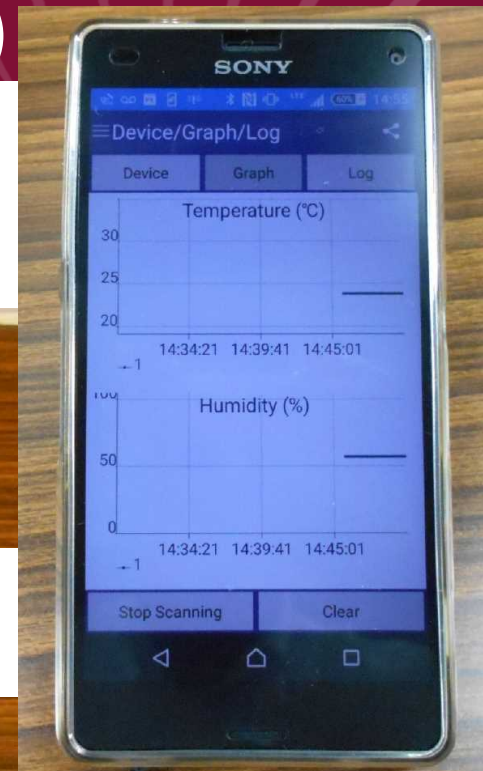 SONY
60% 14:55
Device/Graph/Log
Device Graph Log
Temperature (°C)
30
25
20
14:34:21 14:39:41 14:45:01
1
100
Humidity (%)
50
0
14:34:21 14:39:41 14:45:01
1
Stop Scanning Clear